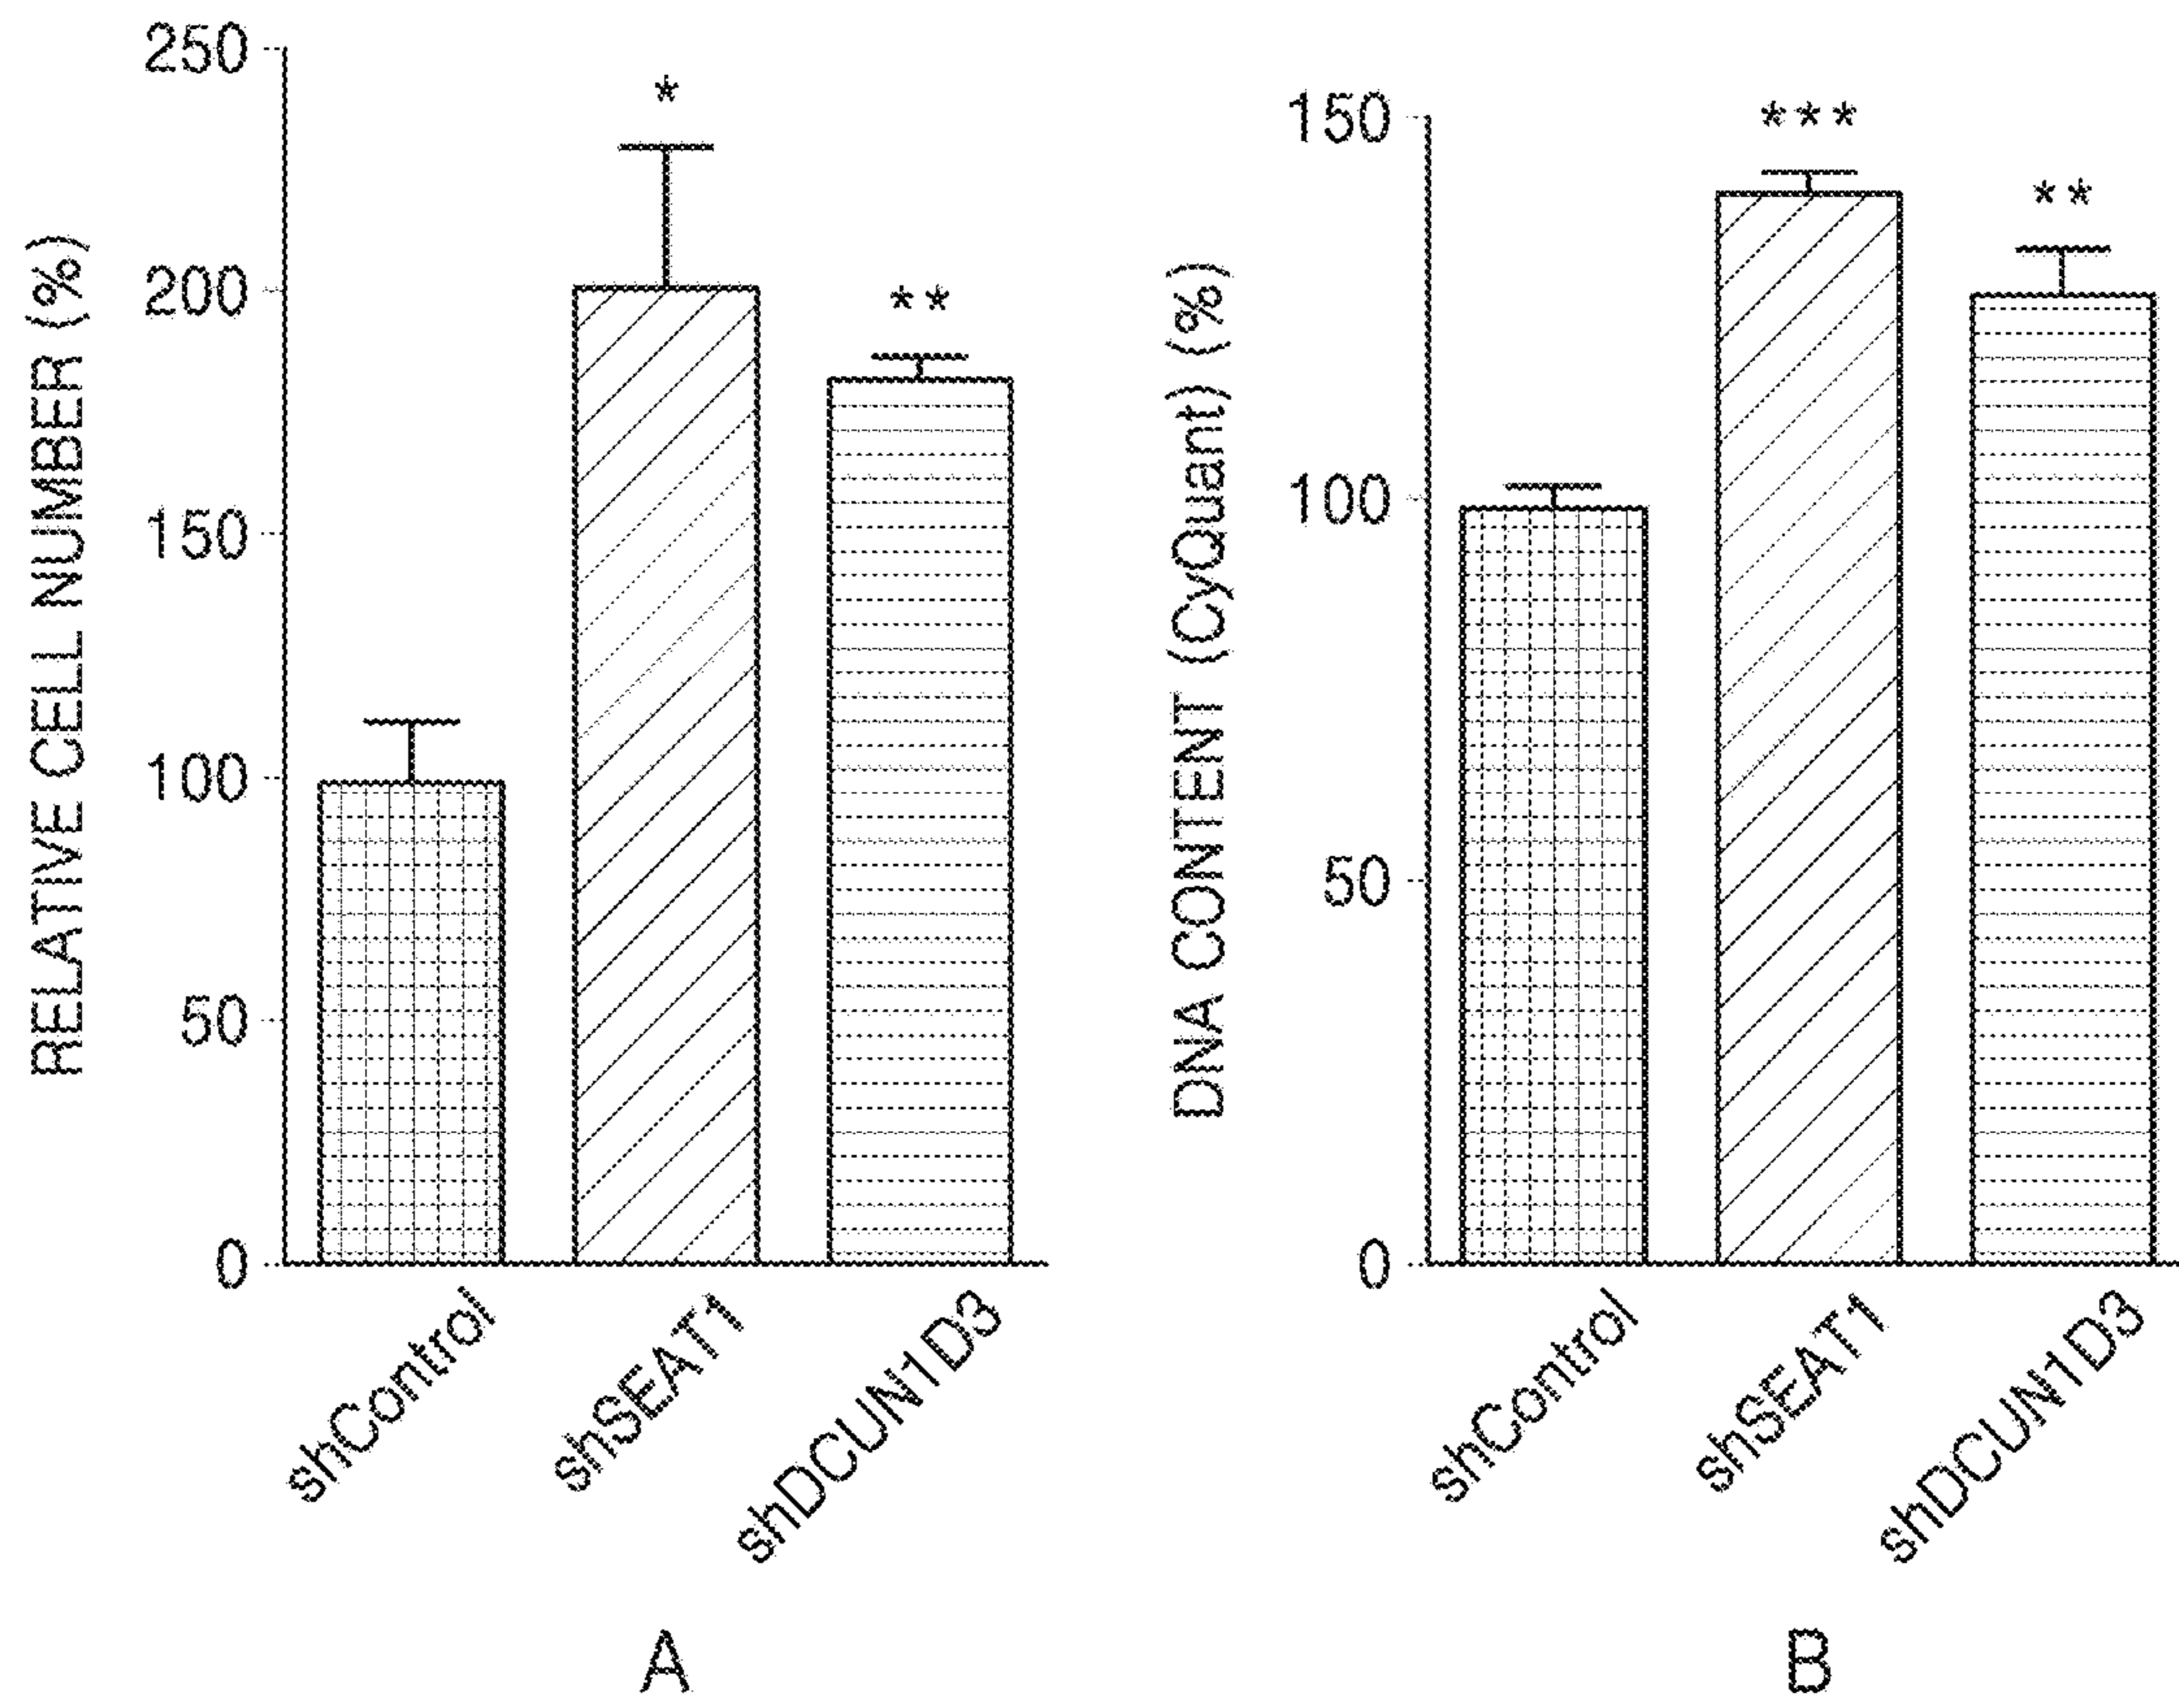 RELATIVE CELL NUMBER (%)
250
200
150
100
50
0
*
**
shControl
shSEAT1
shDCUN1D3
A
DNA CONTENT (CyQuant) (%)
150
100
50
0
***
**
shControl
shSEAT1
shDCUN1D3
B